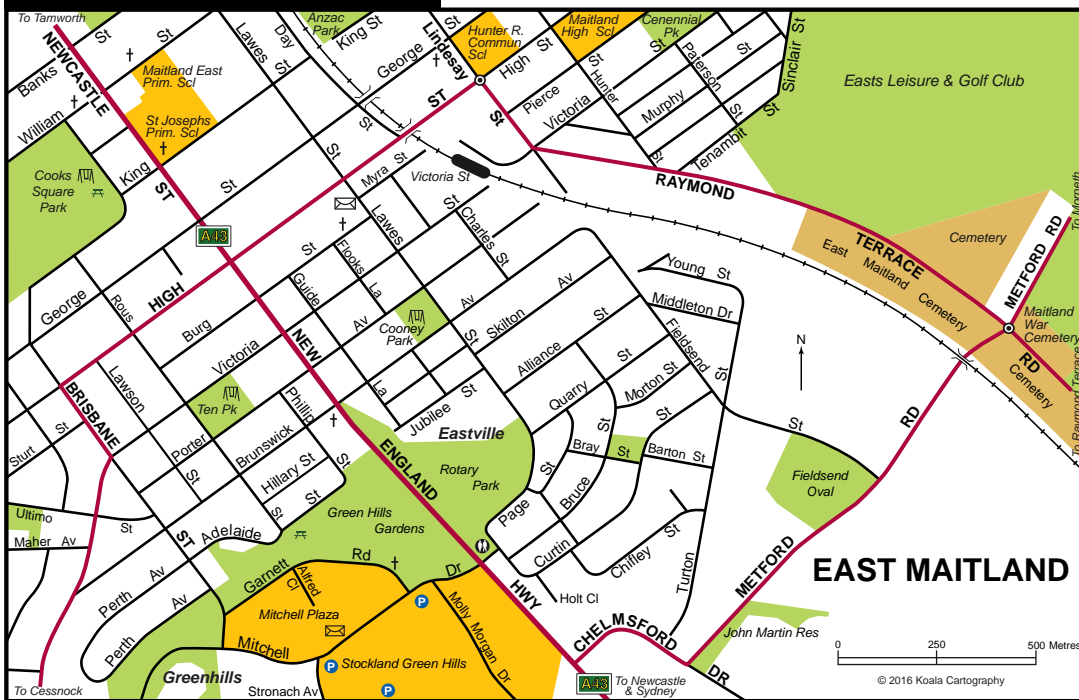 To Tamworth
NEWCASTLE
ST
Banks
St
William
St
Maitland East
Prim. Scl
St Josephs
Prim. Scl
King
St
Cooks
Square
Park
Lawes
St
Day
St
Anzac
Park
King St
George
St
Lindesay
ST
Hunter R.
Commun
Scl
High
St
Maitland
High Scl
Cenennial
Pk
Pierce
Victoria
Hunter
St
Murphy
St
Paterson
St
Tenambit
St
Sinclair St
Easts Leisure & Golf Club
To Morpeth
RAYMOND
TERRACE
RD
Cemetery
East Maitland Cemetery
METFORD RD
Maitland
War
Cemetery
Cemetery
To Raymond Terrace
Myra St
Victoria St
A43
HIGH
ST
George
Rous
St
Burg
St
Victoria
St
Guide
Flooks
La
Lawes
St
Charles
St
Cooney
Park
Av
Av
La
Skilton
Av
Alliance
St
Jubilee
St
Young St
Middleton Dr
Fieldsend
St
N
Quarry
St
Morton St
St
Bray St
Barton St
Bruce
St
Page
St
Curtin
Chifley
St
Holt Cl
Turton
St
Fieldsend
Oval
METFORD
RD
BRISBANE
ST
Sturt
St
Lawson
St
Ten Pk
Porter
Brunswick
Phillip
St
Hillary St
St
Adelaide
St
Ultimo
St
Maher Av
Perth
Av
Perth
Av
NEW
ENGLAND
HWY
Eastville
Rotary
Park
Green Hills
Gardens
Garnett
Rd
Alfred
Cl
Mitchell Plaza
Mitchell
Dr
Molly Morgan Dr
P
P
P
Stockland Green Hills
Stronach Av
Greenhills
To Cessnock
CHELMSFORD
DR
John Martin Res
A43
To Newcastle
& Sydney
EAST MAITLAND
0 250 500 Metres
© 2016 Koala Cartography